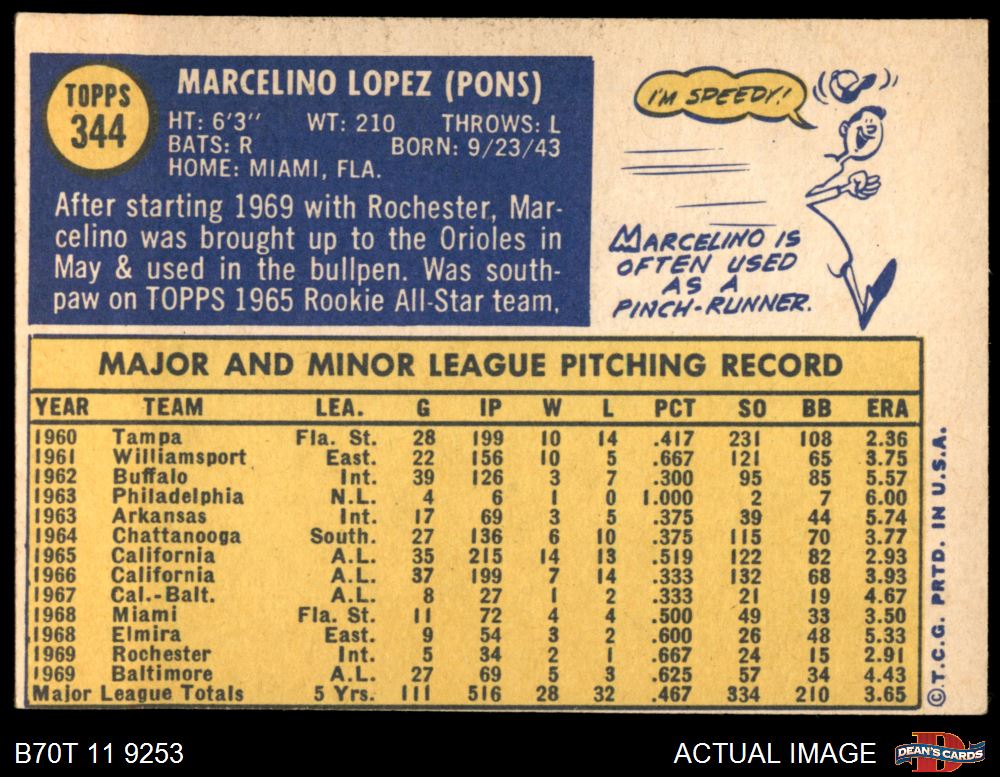 TOPPS
344
MARCELINO LOPEZ (PONS)
HT: 6'3" WT: 210 THROWS: L
BATS: R BORN: 9/23/43
HOME: MIAMI, FLA.
After starting 1969 with Rochester, Mar-
celino was brought up to the Orioles in
May & used in the bullpen. Was south-
paw on TOPPS 1965 Rookie All-Star team.
I'M SPEEDY!
MARCELINO IS
OFTEN USED
AS A
PINCH-RUNNER.
MAJOR AND MINOR LEAGUE PITCHING RECORD
YEAR TEAM LEA. G IP W L PCT SO BB ERA
1960 Tampa Fla. St. 28 199 10 14 .417 231 108 2.36
1961 Williamsport East. 22 156 10 5 .667 121 65 3.75
1962 Buffalo Int. 39 126 3 7 .300 95 85 5.57
1963 Philadelphia N.L. 4 6 1 0 1.000 2 7 6.00
1963 Arkansas Int. 17 69 3 5 .375 39 44 5.74
1964 Chattanooga South. 27 136 6 10 .375 115 70 3.77
1965 California A.L. 35 215 14 13 .519 122 82 2.93
1966 California A.L. 37 199 7 14 .333 132 68 3.93
1967 Cal.-Balt. A.L. 8 27 1 2 .333 21 19 4.67
1968 Miami Fla. St. 11 72 4 4 .500 49 33 3.50
1968 Elmira East. 9 54 3 2 .600 26 48 5.33
1969 Rochester Int. 5 34 2 1 .667 24 15 2.91
1969 Baltimore A.L. 27 69 5 3 .625 57 34 4.43
Major League Totals 5 Yrs. 111 516 28 32 .467 334 210 3.65
©T.C.G. PRTD. IN U.S.A.
B70T 11 9253
ACTUAL IMAGE
D
DEAN'S CARDS